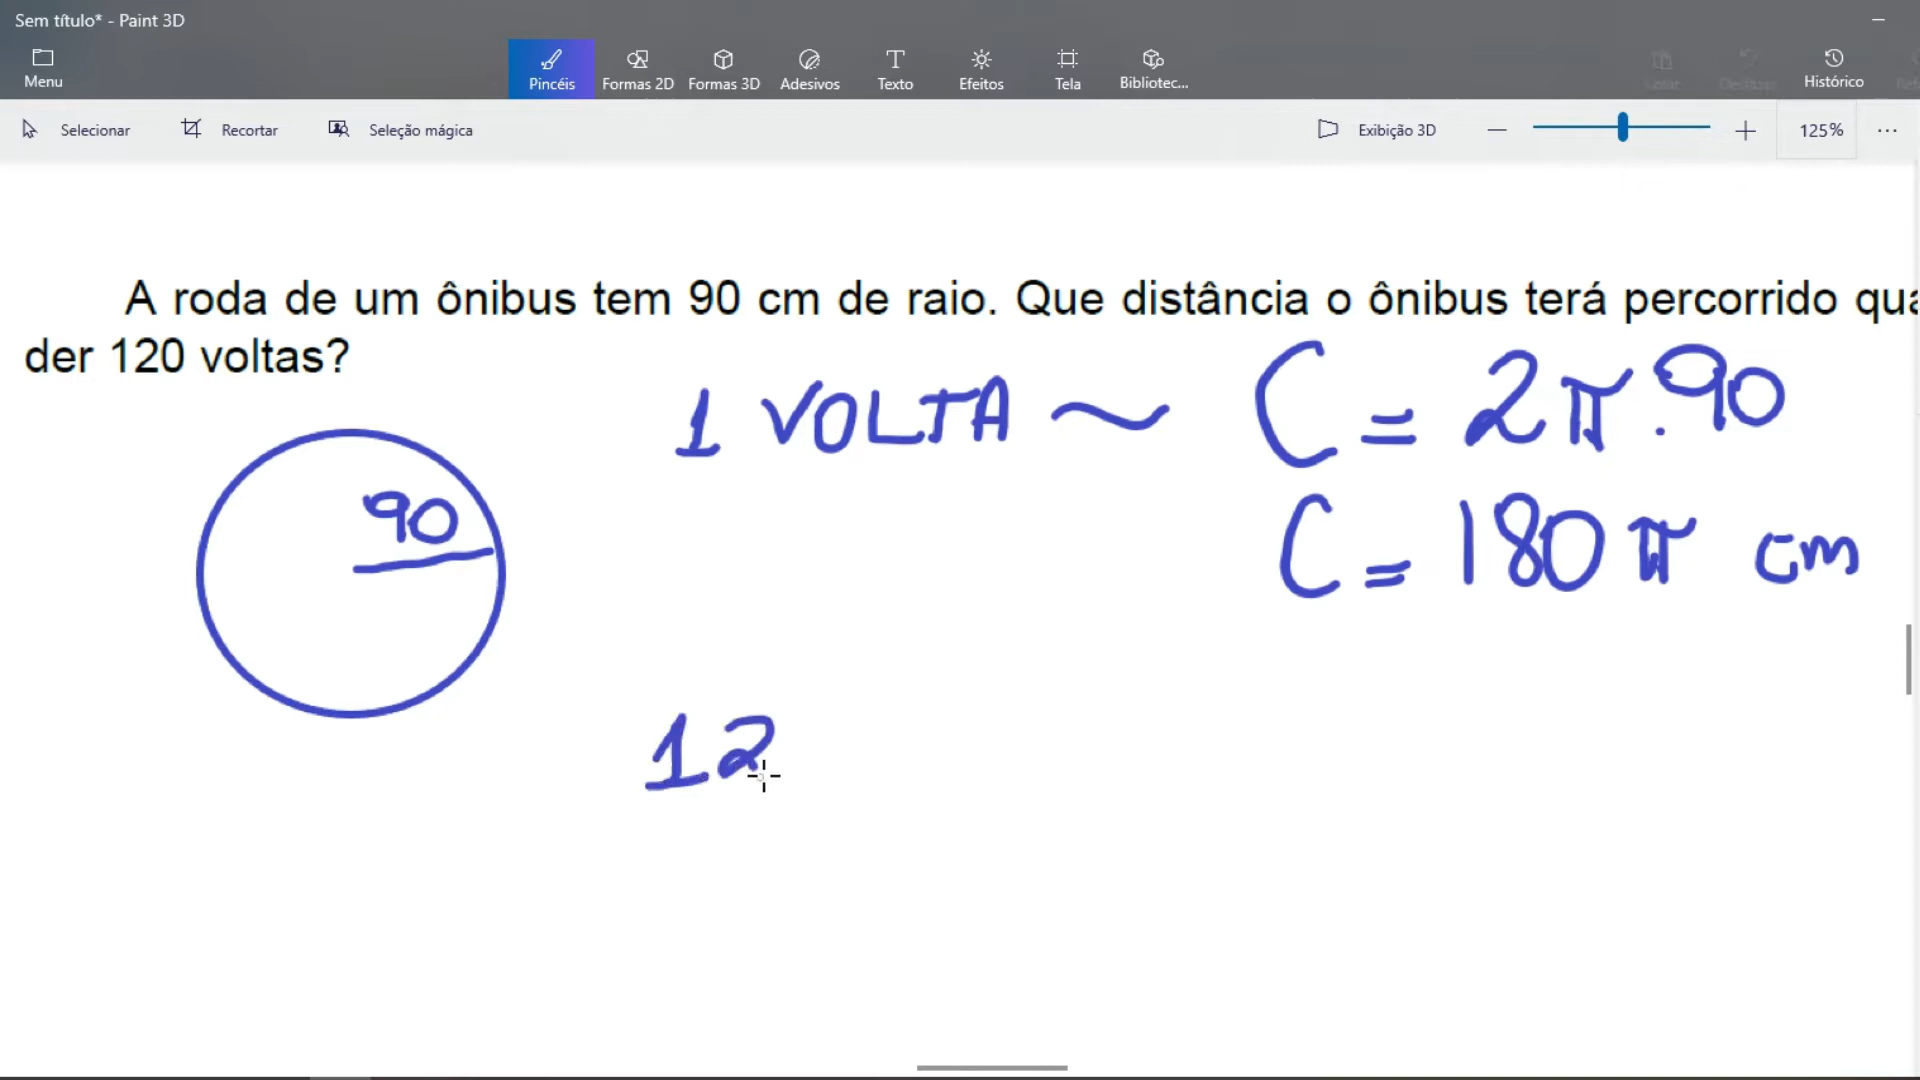 Sem título* - Paint 3D
Menu
Pincéis
Formas 2D
Formas 3D
Adesivos
Texto
Efeitos
Tela
Bibliotec...
Colar
Desfazer
Histórico
Selecionar
Recortar
Seleção mágica
Exibição 3D
125%
A roda de um ônibus tem 90 cm de raio. Que distância o ônibus terá percorrido qua
der 120 voltas?
1 VOLTA ~ C = 2π.90
90
C = 180π cm
12